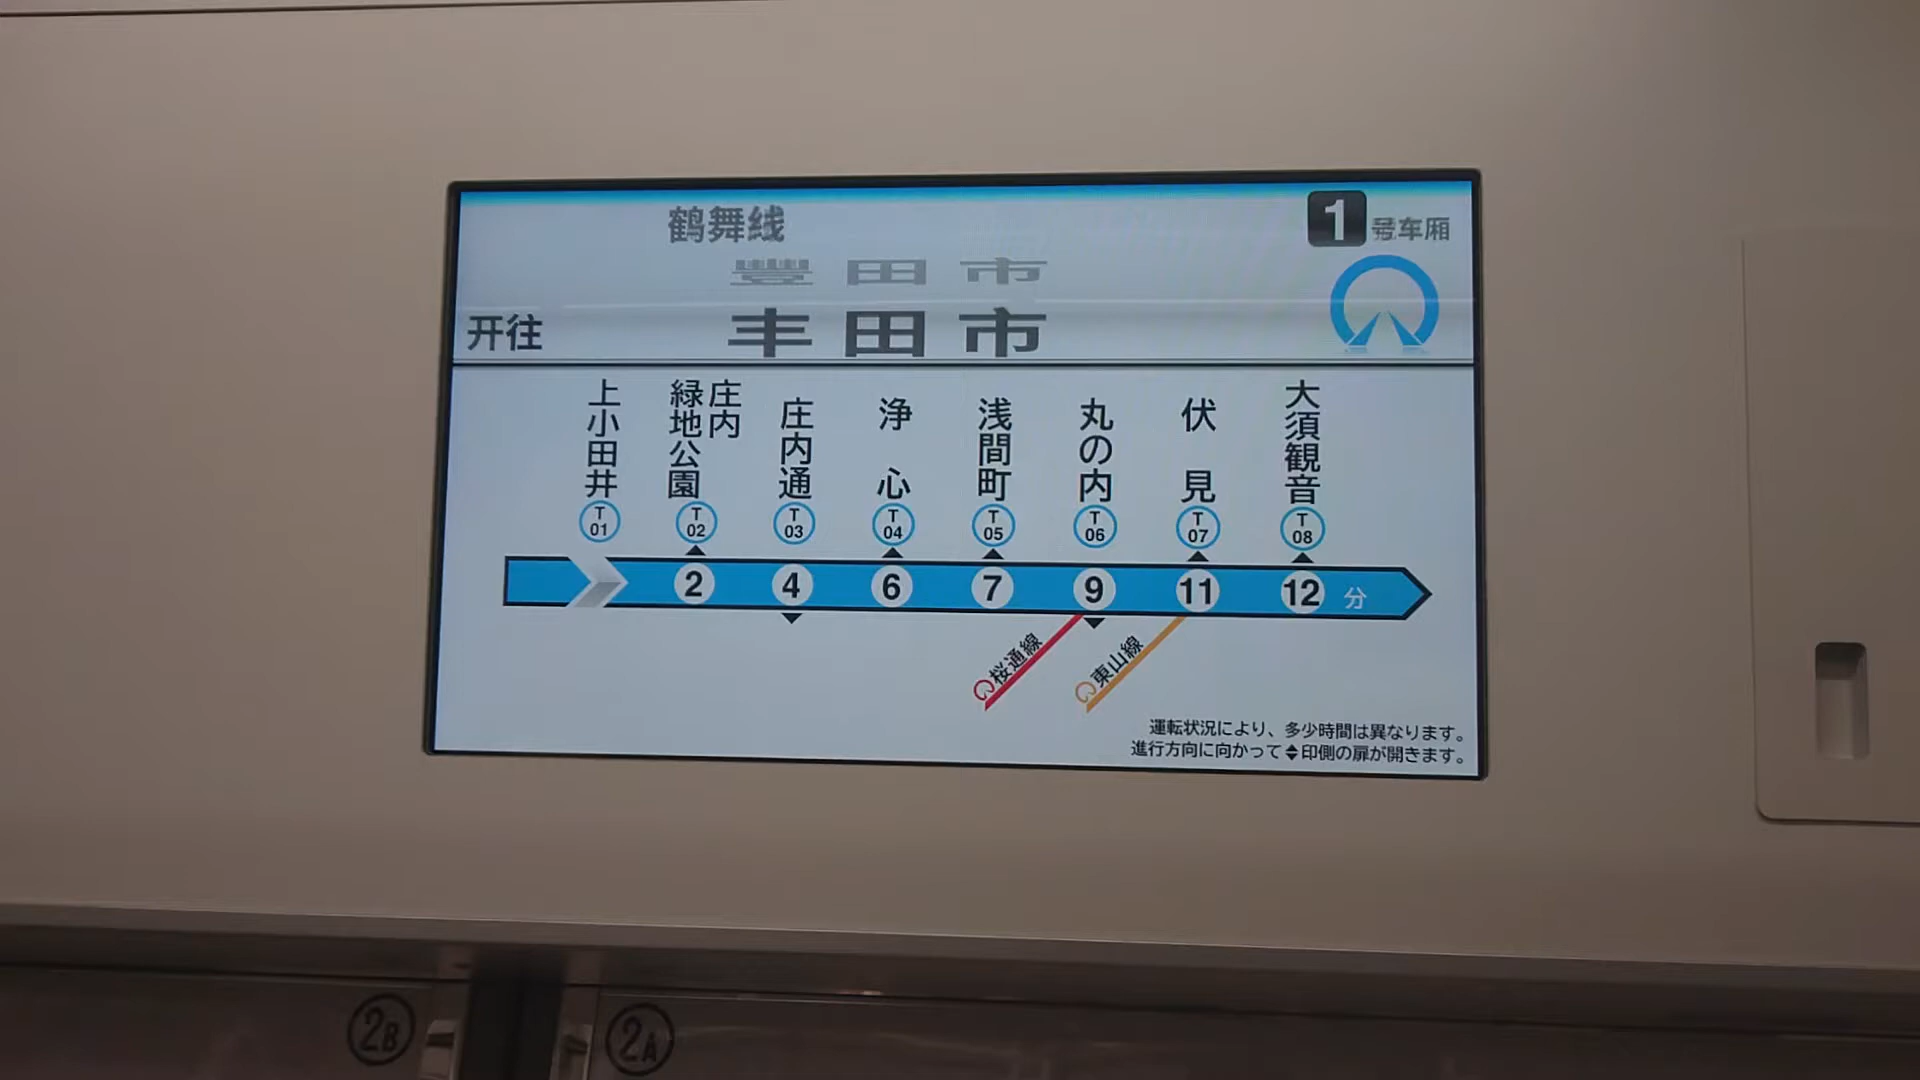 鹤舞线
1号车厢
豊田市
开往 丰田市
上小田井
庄内緑地公園
庄内通
浄心
浅間町
丸の内
伏見
大須観音
T01 T02 T03 T04 T05 T06 T07 T08
2 4 6 7 9 11 12 分
桜通線
東山線
運転状況により、多少時間は異なります。
進行方向に向かって◆印側の扉が開きます。
2B 2A